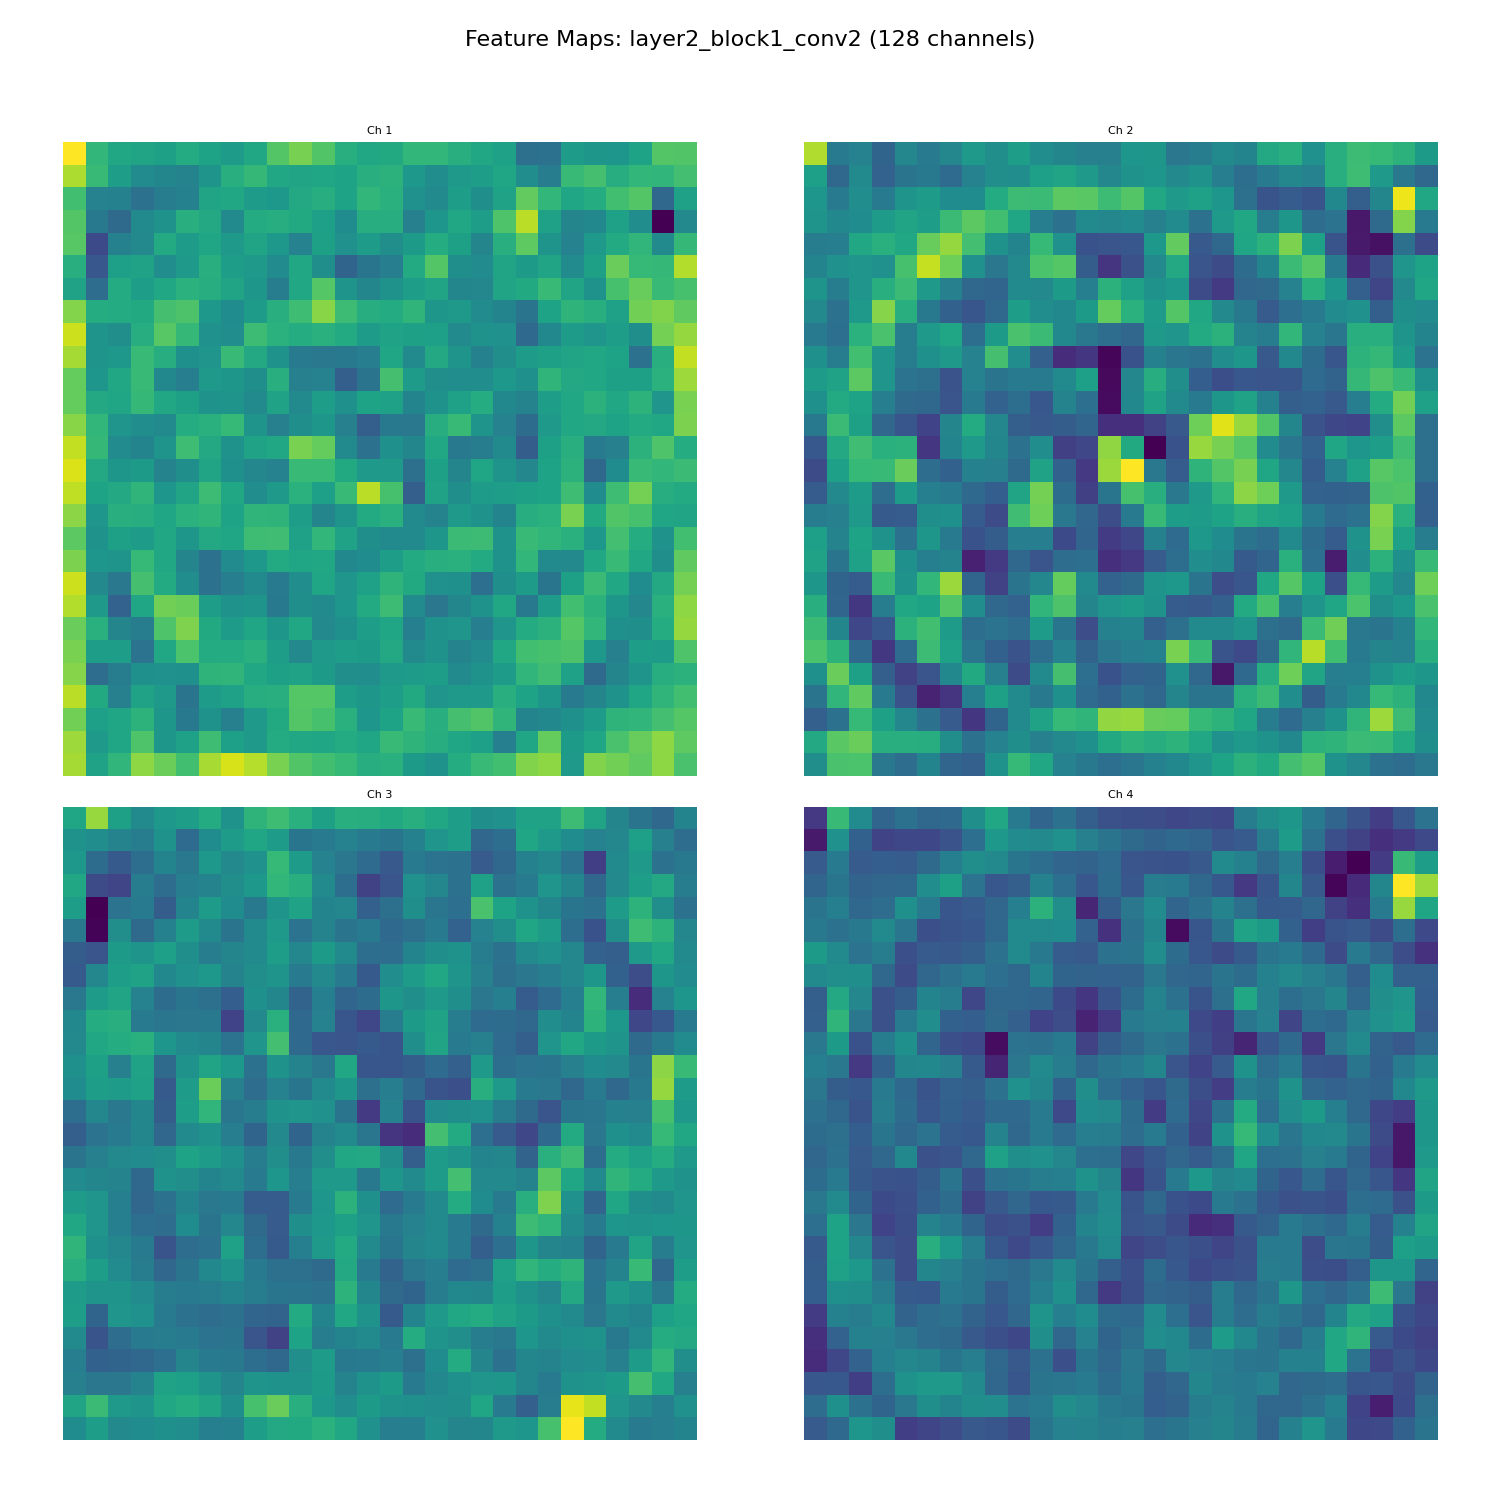 Feature Maps: layer2_block1_conv2 (128 channels)
Ch 1
Ch 2
Ch 3
Ch 4